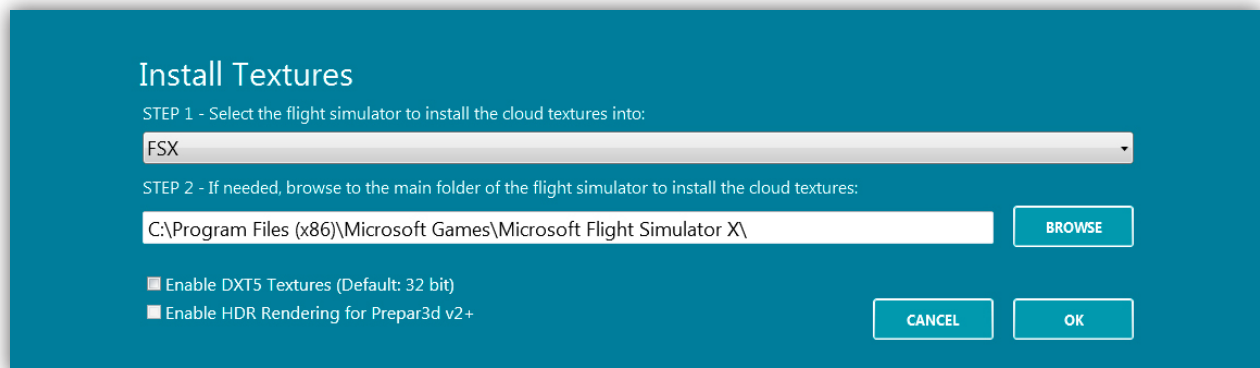 Install Textures
STEP 1 - Select the flight simulator to install the cloud textures into:
FSX
STEP 2 - If needed, browse to the main folder of the flight simulator to install the cloud textures:
C:\Program Files (x86)\Microsoft Games\Microsoft Flight Simulator X\
BROWSE
Enable DXT5 Textures (Default: 32 bit)
Enable HDR Rendering for Prepar3d v2+
CANCEL
OK